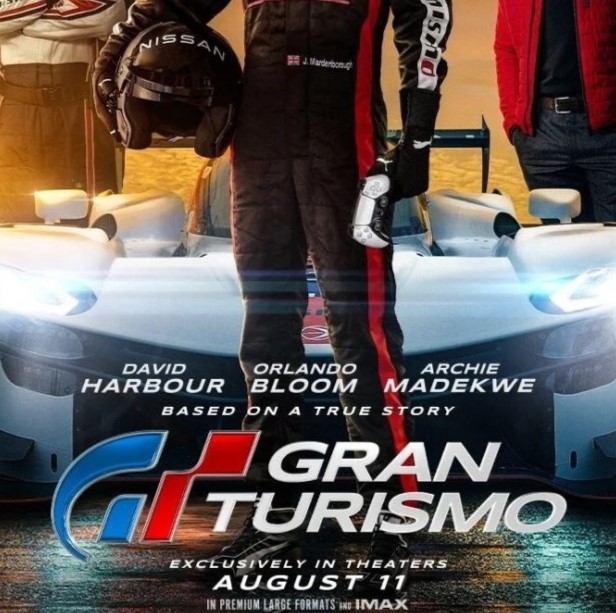 NISSAN
NISMO
J. Mardenborough
DAVID ORLANDO ARCHIE
HARBOUR BLOOM MADEKWE
BASED ON A TRUE STORY
GRAN
TURISMO
EXCLUSIVELY IN THEATERS
AUGUST 11
IN PREMIUM LARGE FORMATS AND IMAX